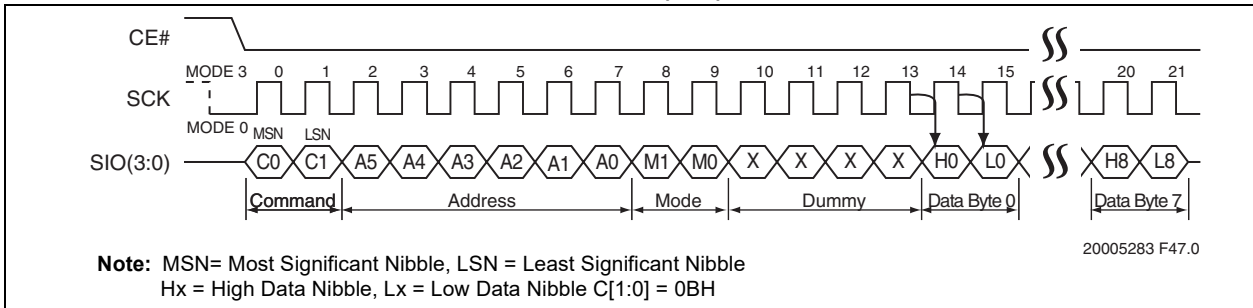 CE#
MODE 3 0 1 2 3 4 5 6 7 8 9 10 11 12 13 14 15 20 21
SCK
MODE 0
MSN LSN
SIO(3:0) C0 C1 A5 A4 A3 A2 A1 A0 M1 M0 X X X X H0 L0 H8 L8
Command Address Mode Dummy Data Byte 0 Data Byte 7
20005283 F47.0
Note: MSN= Most Significant Nibble, LSN = Least Significant Nibble
Hx = High Data Nibble, Lx = Low Data Nibble C[1:0] = 0BH